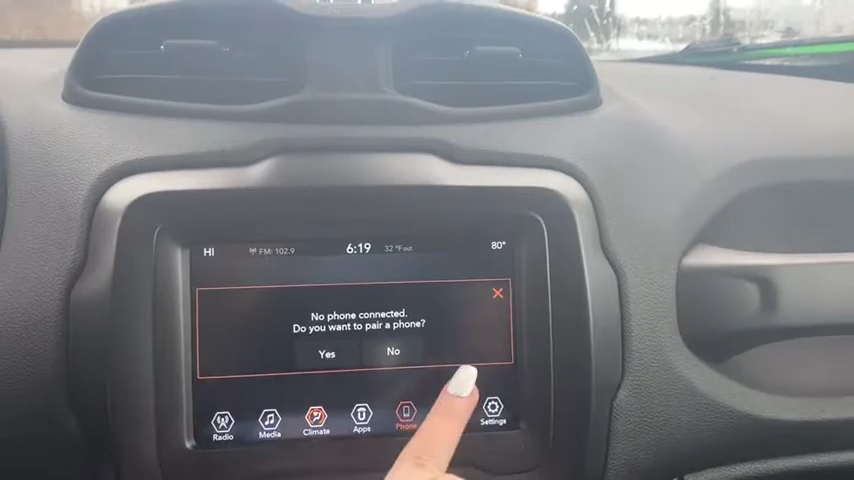 HI FM: 102.9 6:19 32 °F out 80°
No phone connected.
Do you want to pair a phone?
Yes No
Radio Media Climate Apps Phone Settings